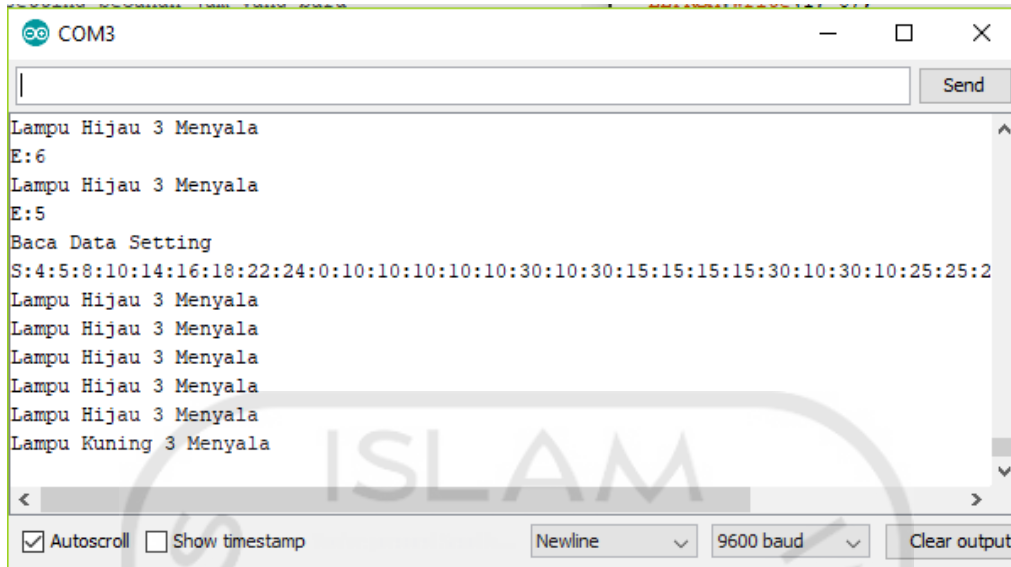 COM3
Send
Lampu Hijau 3 Menyala
E:6
Lampu Hijau 3 Menyala
E:5
Baca Data Setting
S:4:5:8:10:14:16:18:22:24:0:10:10:10:10:10:30:10:30:15:15:15:15:30:10:30:10:25:25:2
Lampu Hijau 3 Menyala
Lampu Hijau 3 Menyala
Lampu Hijau 3 Menyala
Lampu Hijau 3 Menyala
Lampu Hijau 3 Menyala
Lampu Kuning 3 Menyala
ISLAM
Autoscroll Show timestamp Newline 9600 baud Clear output